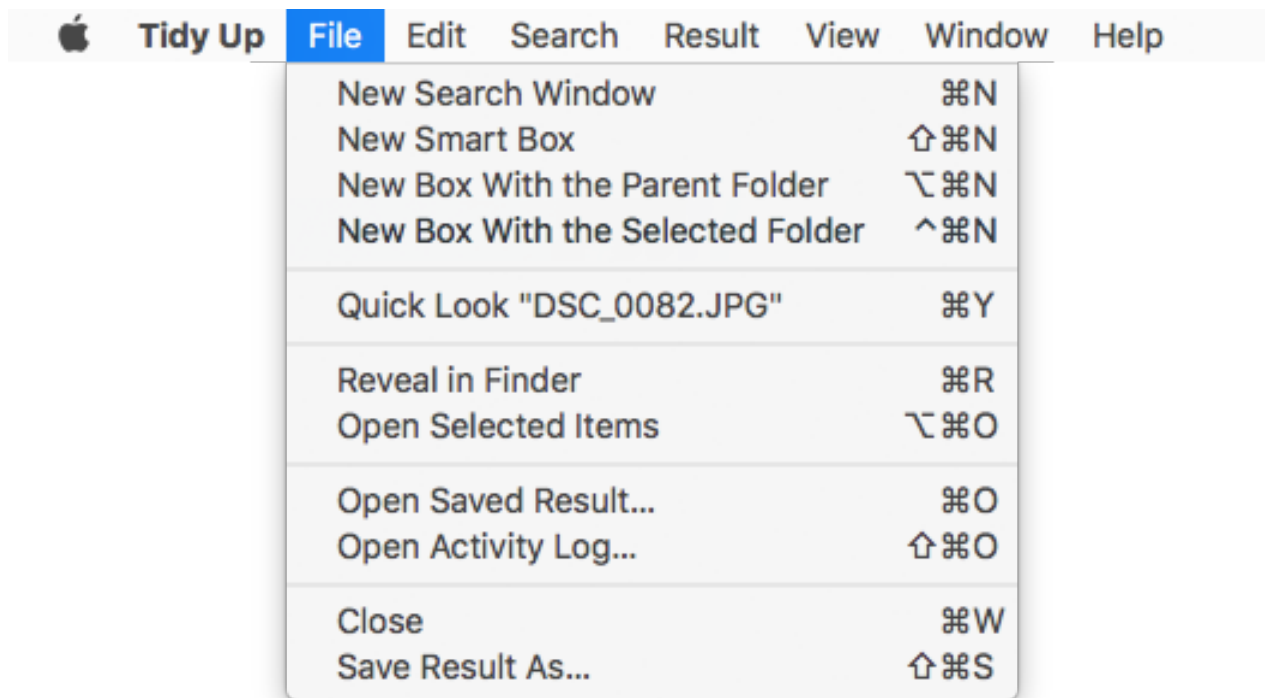 Tidy Up File Edit Search Result View Window Help
New Search Window ⌘N
New Smart Box ⇧⌘N
New Box With the Parent Folder ⌥⌘N
New Box With the Selected Folder ^⌘N
Quick Look "DSC_0082.JPG" ⌘Y
Reveal in Finder ⌘R
Open Selected Items ⌥⌘O
Open Saved Result... ⌘O
Open Activity Log... ⇧⌘O
Close ⌘W
Save Result As... ⇧⌘S